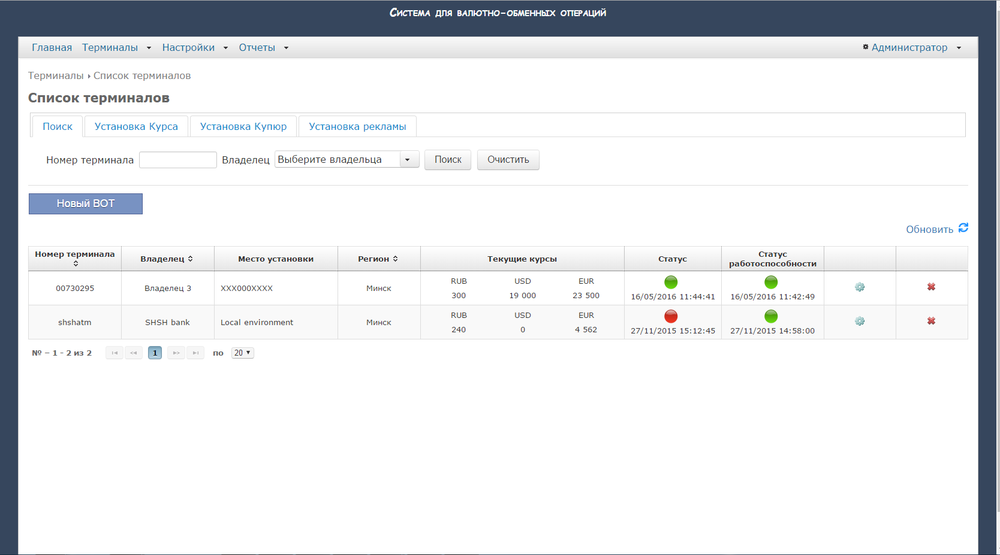 Система для валютно-обменных операций
Главная Терминалы Настройки Отчеты Администратор
Терминалы Список терминалов
Список терминалов
Поиск Установка Курса Установка Купюр Установка рекламы
Номер терминала Владелец Выберите владельца Поиск Очистить
Новый ВОТ
Обновить
Номер терминала Владелец Место установки Регион Текущие курсы Статус Статус работоспособности
RUB USD EUR
00730295 Владелец 3 XXX000XXXX Минск
300 19 000 23 500 16/05/2016 11:44:41 16/05/2016 11:42:49
RUB USD EUR
shshatm SHSH bank Local environment Минск
240 0 4 562 27/11/2015 15:12:45 27/11/2015 14:58:00
№ – 1 - 2 из 2 1 по 20